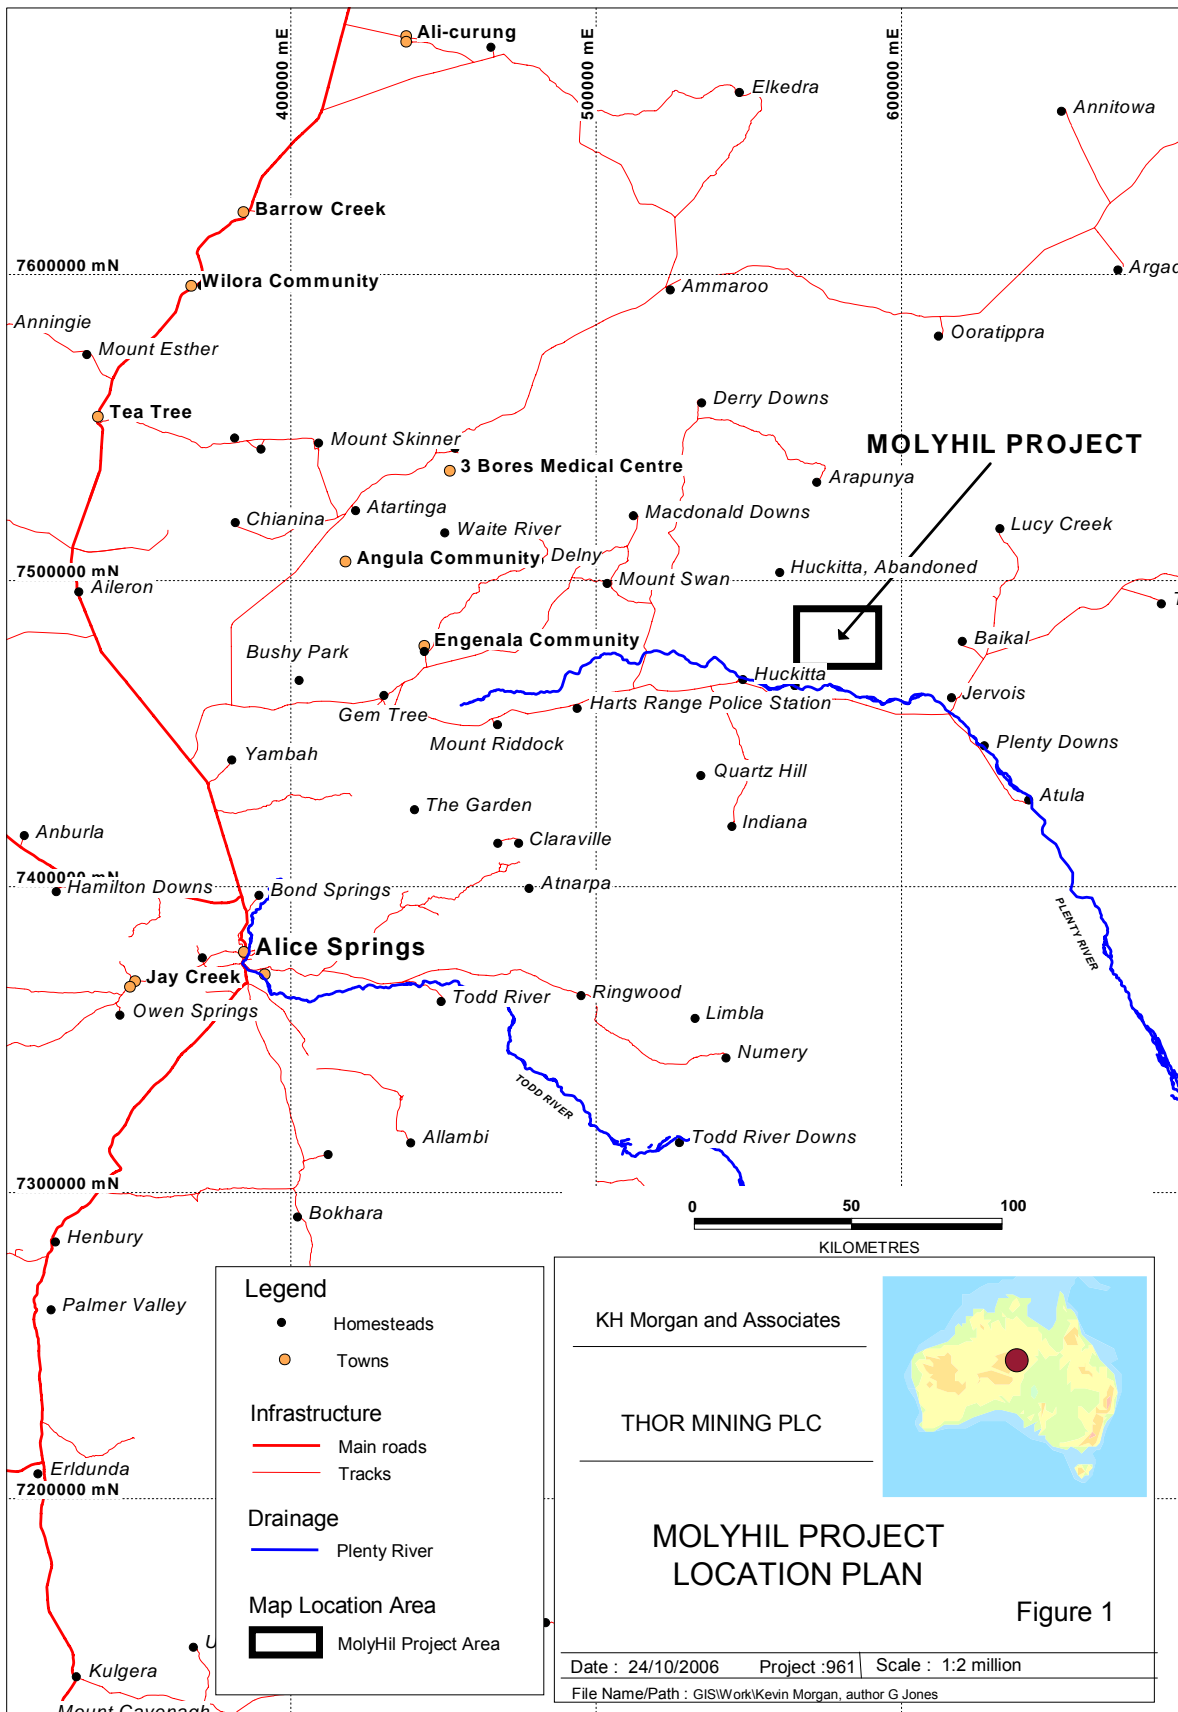 Ali-curung
400000 mE
500000 mE
600000 mE
Elkedra
Annitowa
Barrow Creek
7600000 mN
Wilora Community
Argad
Ammaroo
Anningie
Mount Esther
Ooratippra
Derry Downs
Tea Tree
Mount Skinner
MOLYHIL PROJECT
3 Bores Medical Centre
Arapunya
Atartinga
Macdonald Downs
Chianina
Waite River
Lucy Creek
Angula Community
Delny
Huckitta, Abandoned
7500000 mN
Mount Swan
Aileron
T
Engenala Community
Baikal
Bushy Park
Huckitta
Jervois
Gem Tree
Harts Range Police Station
Mount Riddock
Plenty Downs
Yambah
Quartz Hill
Atula
The Garden
Indiana
Anburla
Claraville
7400000 mN
Hamilton Downs
Bond Springs
Atnarpa
PLENTY RIVER
Alice Springs
Jay Creek
Todd River
Ringwood
Owen Springs
Limbla
Numery
TODD RIVER
Allambi
Todd River Downs
7300000 mN
Bokhara
0 50 100
KILOMETRES
Henbury
Palmer Valley
Legend
Homesteads
Towns
Infrastructure
Main roads
Tracks
Drainage
Plenty River
Map Location Area
MolyHil Project Area
Erldunda
7200000 mN
U
Kulgera
Mount Cavenagh
KH Morgan and Associates
THOR MINING PLC
MOLYHIL PROJECT
LOCATION PLAN
Figure 1
Date : 24/10/2006 Project :961 Scale : 1:2 million
File Name/Path : GIS\Work\Kevin Morgan, author G Jones